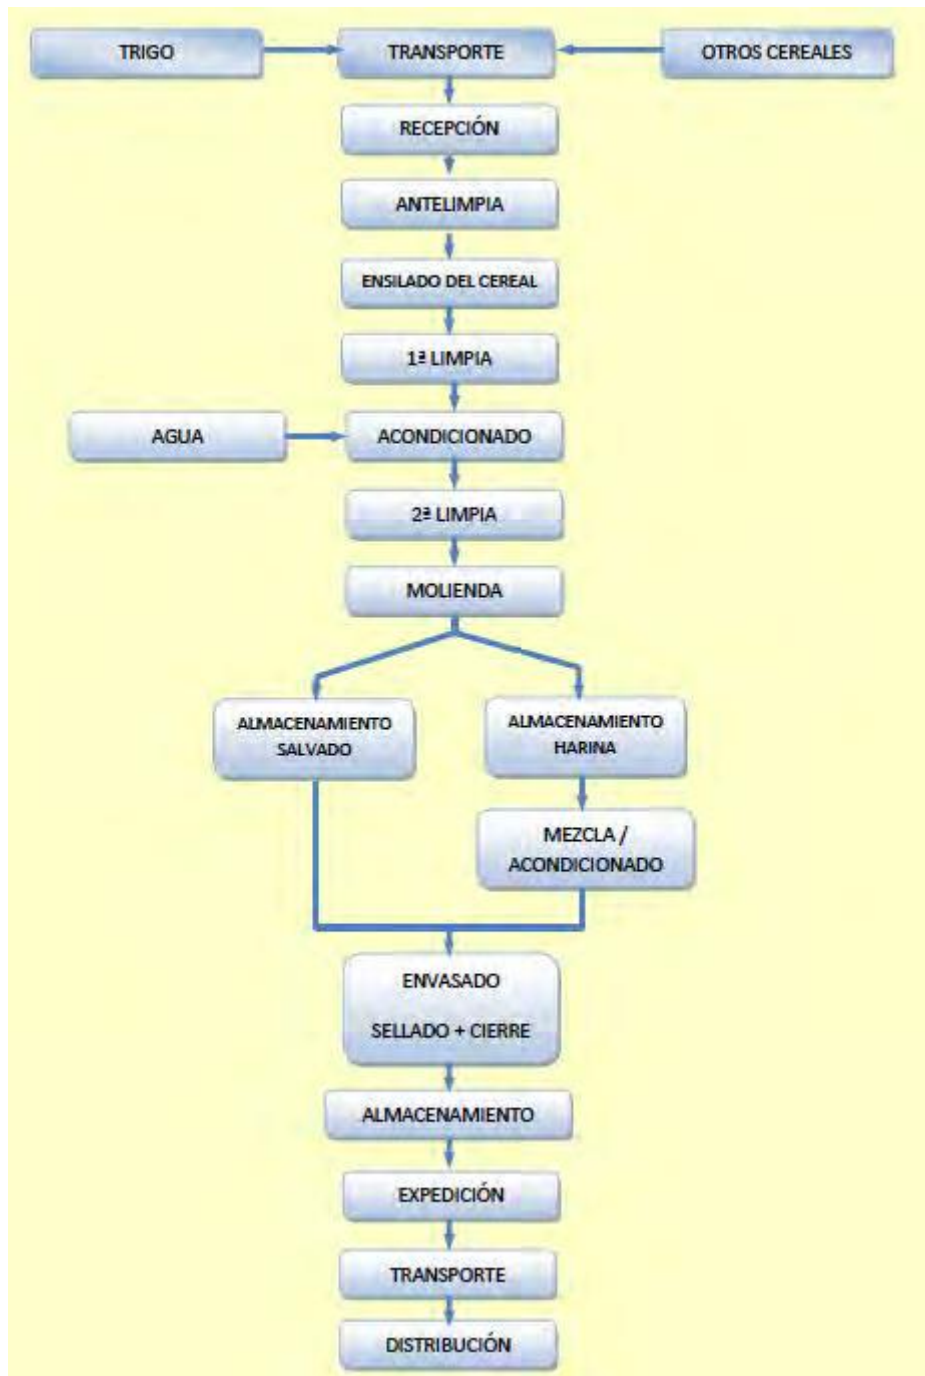 TRIGO
TRANSPORTE
OTROS CEREALES
RECEPCIÓN
ANTELIMPIA
ENSILADO DEL CEREAL
1ª LIMPIA
AGUA
ACONDICIONADO
2ª LIMPIA
MOLIENDA
ALMACENAMIENTO
SALVADO
ALMACENAMIENTO
HARINA
MEZCLA /
ACONDICIONADO
ENVASADO
SELLADO + CIERRE
ALMACENAMIENTO
EXPEDICIÓN
TRANSPORTE
DISTRIBUCIÓN